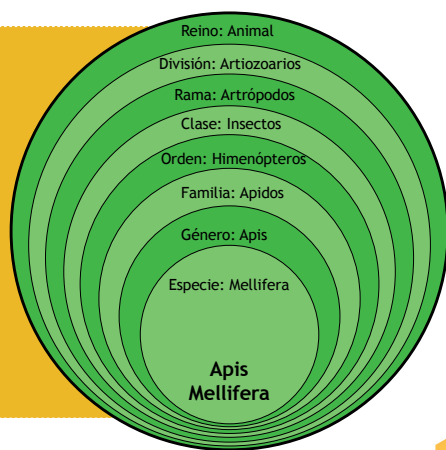 Reino: Animal
División: Artiozoarios
Rama: Artrópodos
Clase: Insectos
Orden: Himenópteros
Familia: Apidos
Género: Apis
Especie: Mellifera
Apis
Mellifera